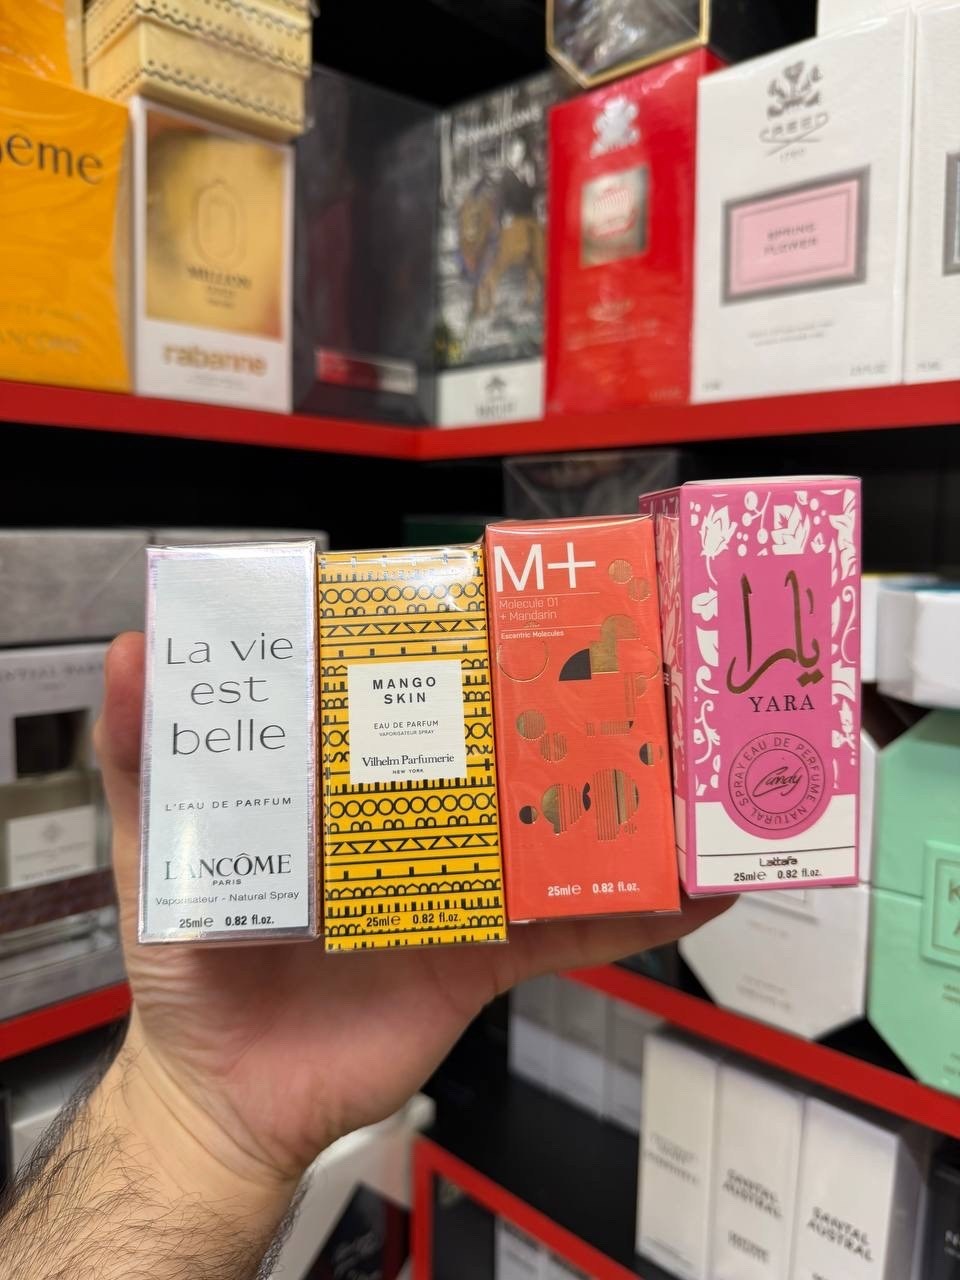 CREED
1760
SPRING
FLOWER
MILLION
rabanne
La vie
est
belle
L'EAU DE PARFUM
LANCÔME
PARIS
Vaporisateur - Natural Spray
25ml℮ 0.82 fl.oz.
MANGO
SKIN
EAU DE PARFUM
VAPORISATEUR SPRAY
Vilhelm Parfumerie
NEW YORK
25ml℮ 0.82 fl.oz.
M+
Molecule 01
+ Mandarin
Escentric Molecules
25ml℮ 0.82 fl.oz.
يارا
YARA
NATURAL SPRAY EAU DE PERFUME
Candy
Lattafa
25ml℮ 0.82 fl.oz.
SANTAL
AUSTRAL
SANTAL
AUSTRAL